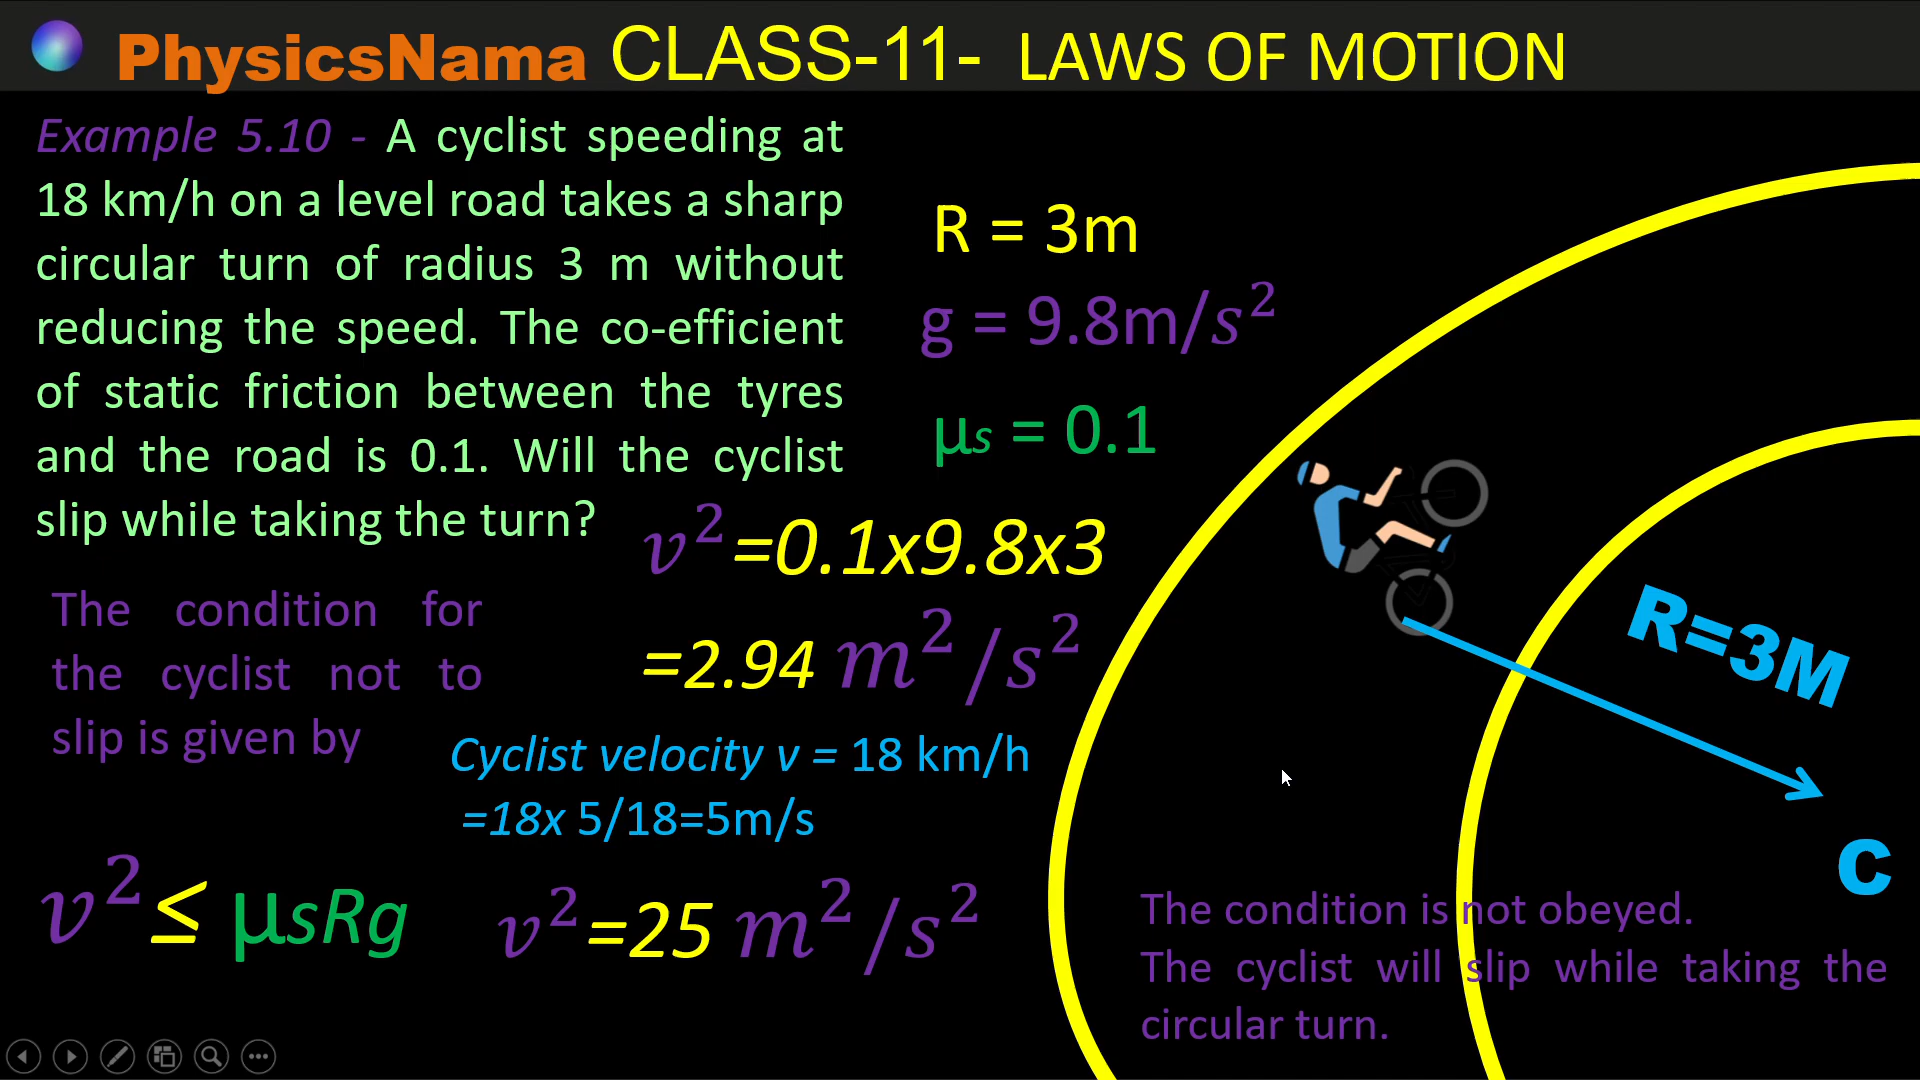 PhysicsNama CLASS-11- LAWS OF MOTION
Example 5.10 - A cyclist speeding at
18 km/h on a level road takes a sharp
circular turn of radius 3 m without
reducing the speed. The co-efficient
of static friction between the tyres
and the road is 0.1. Will the cyclist
slip while taking the turn?
The condition for
the cyclist not to
slip is given by
v²≤ μsRg
R = 3m
g = 9.8m/s²
μs = 0.1
v²=0.1x9.8x3
=2.94 m²/s²
Cyclist velocity v = 18 km/h
=18x 5/18=5m/s
v²=25 m²/s²
R=3M
C
The condition is not obeyed.
The cyclist will slip while taking the
circular turn.